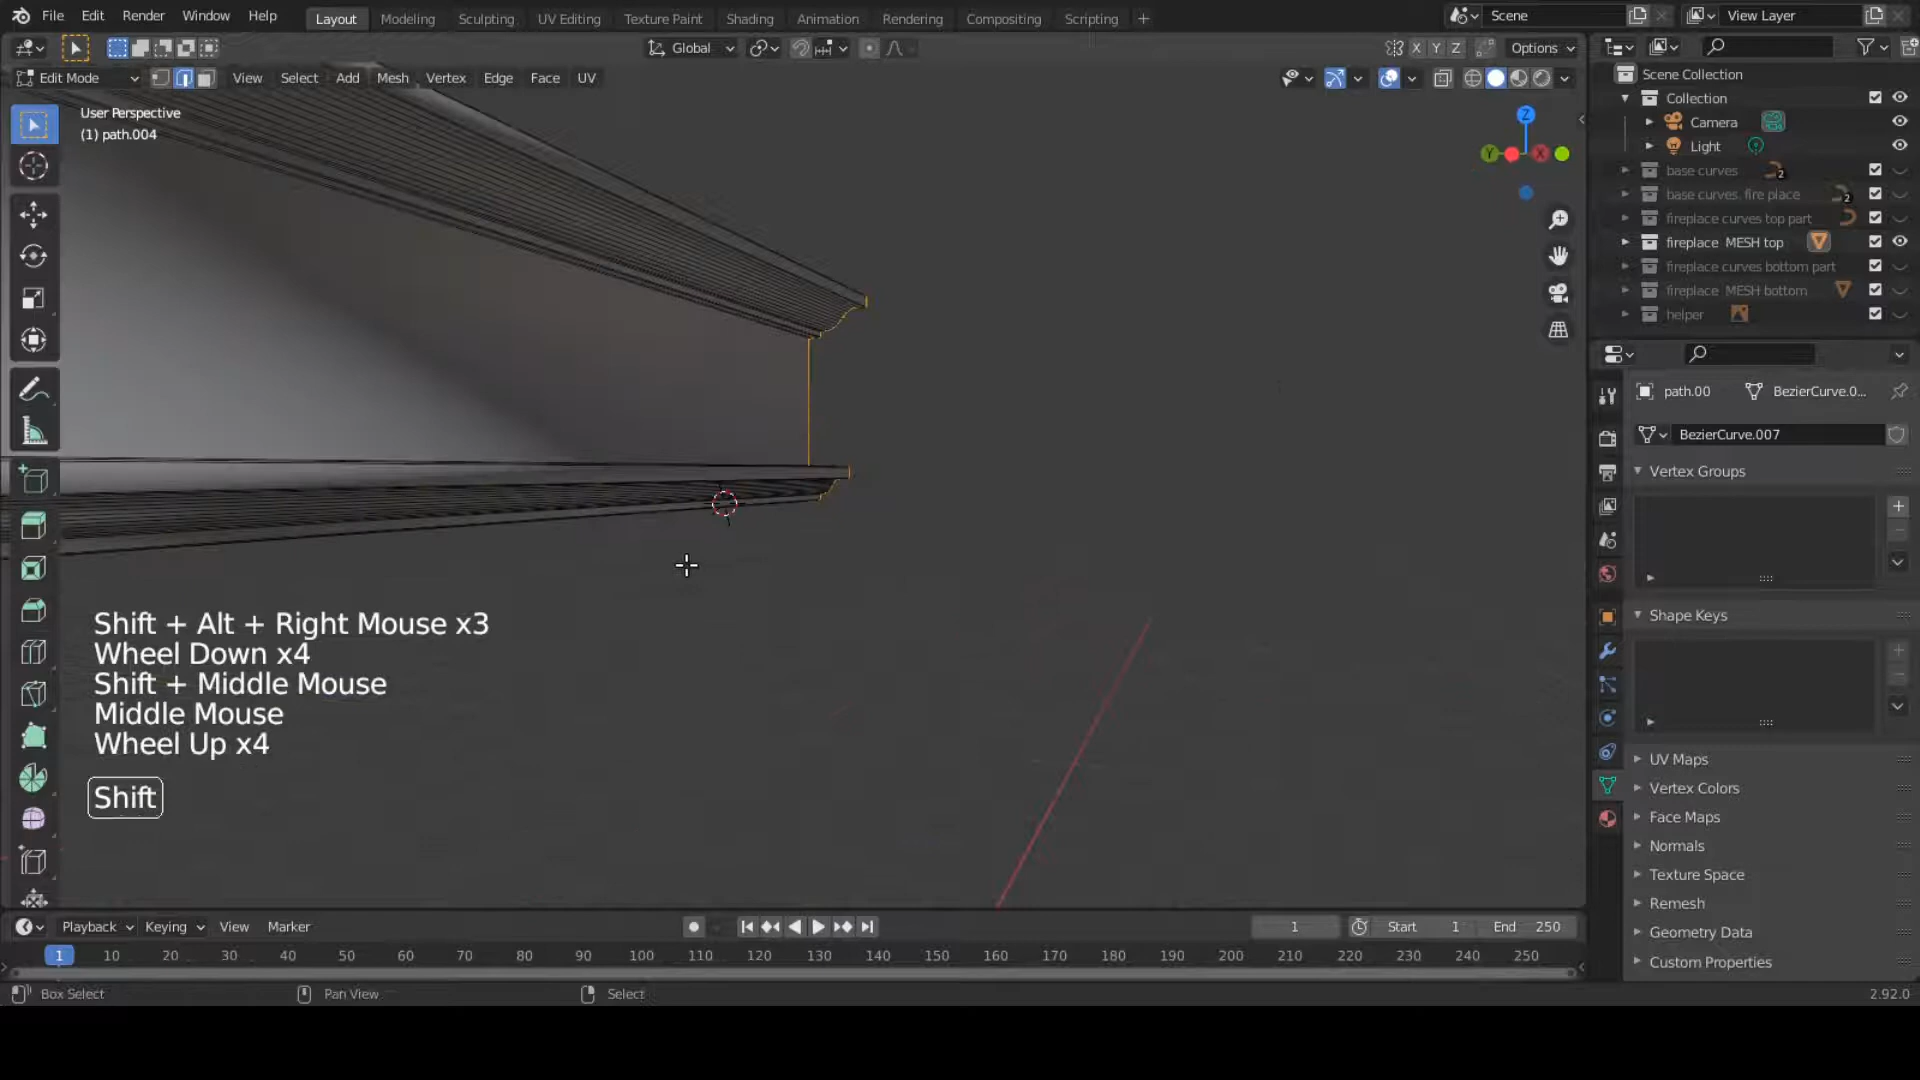 File Edit Render Window Help Layout Modeling Sculpting UV Editing Texture Paint Shading Animation Rendering Compositing Scripting + Scene View Layer
Global X Y Z Options
Edit Mode View Select Add Mesh Vertex Edge Face UV
User Perspective
(1) path.004
Z
Y
X
Shift + Alt + Right Mouse x3
Wheel Down x4
Shift + Middle Mouse
Middle Mouse
Wheel Up x4
Shift
Scene Collection
Collection
Camera
Light
base curves 2
base curves. fire place 2
fireplace curves top part
fireplace MESH top
fireplace curves bottom part
fireplace MESH bottom
helper
path.00 BezierCurve.0...
BezierCurve.007
Vertex Groups
Shape Keys
UV Maps
Vertex Colors
Face Maps
Normals
Texture Space
Remesh
Geometry Data
Custom Properties
Playback Keying View Marker 1 Start 1 End 250
1 10 20 30 40 50 60 70 80 90 100 110 120 130 140 150 160 170 180 190 200 210 220 230 240 250
Box Select Pan View Select 2.92.0